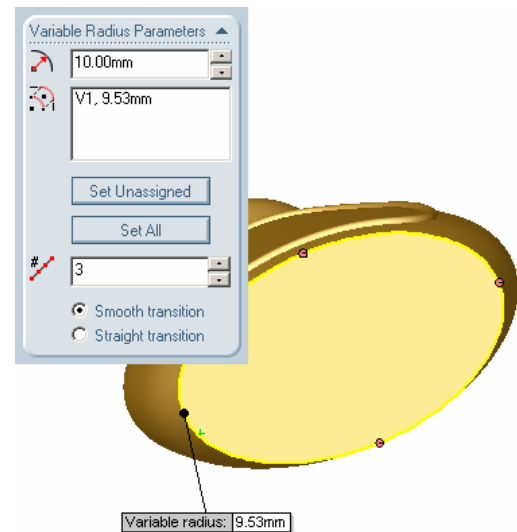 Variable Radius Parameters
10.00mm
V1, 9.53mm
Set Unassigned
Set All
#
3
Smooth transition
Straight transition
Variable radius: 9.53mm